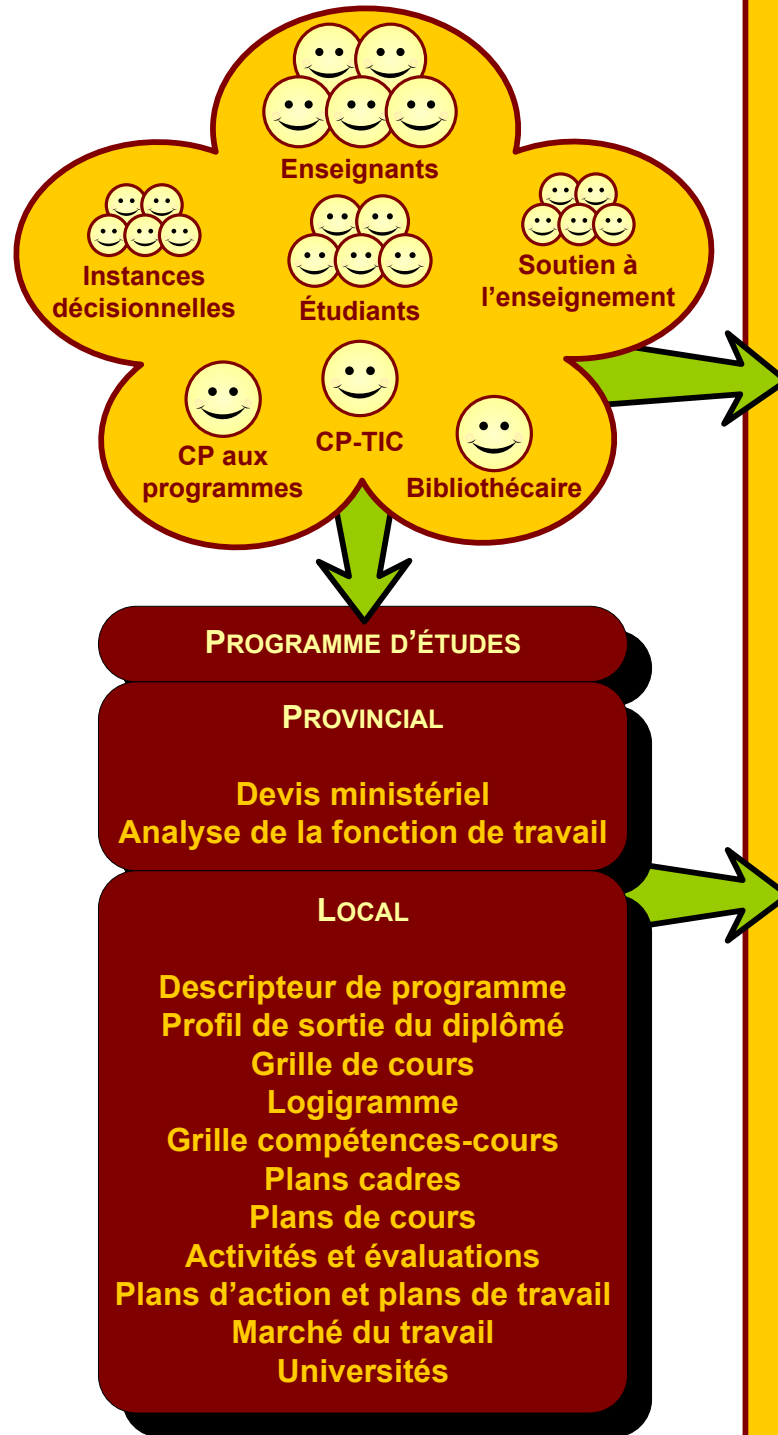 Enseignants
Instances
décisionnelles
Étudiants
Soutien à
l’enseignement
CP aux
programmes
CP-TIC
Bibliothécaire
PROGRAMME D’ÉTUDES
PROVINCIAL
Devis ministériel
Analyse de la fonction de travail
LOCAL
Descripteur de programme
Profil de sortie du diplômé
Grille de cours
Logigramme
Grille compétences-cours
Plans cadres
Plans de cours
Activités et évaluations
Plans d’action et plans de travail
Marché du travail
Universités